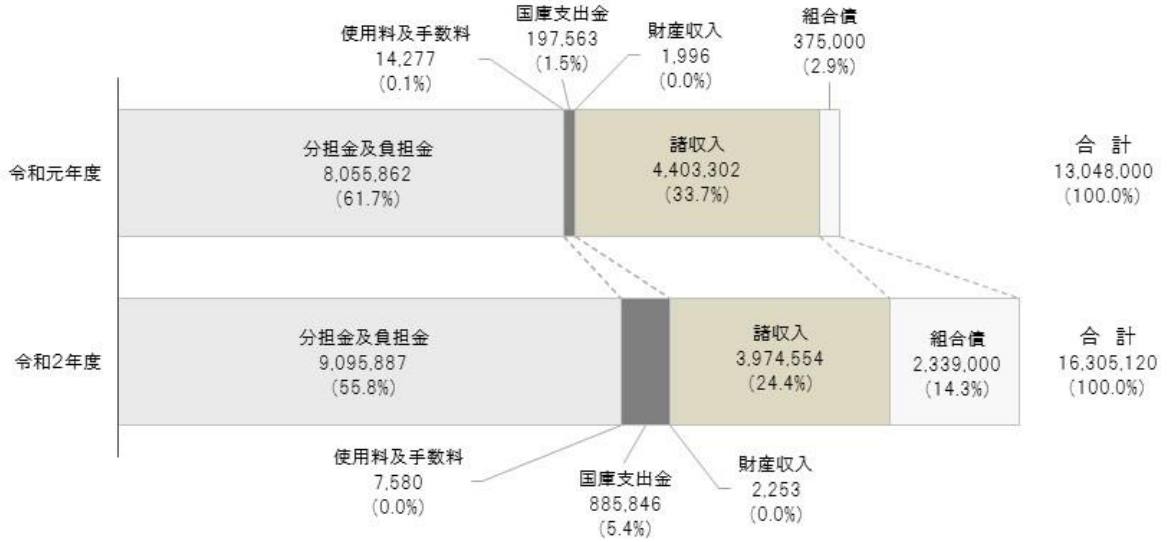 国庫支出金
197,563
(1.5%)
使用料及手数料
14,277
(0.1%)
財産収入
1,996
(0.0%)
組合債
375,000
(2.9%)
令和元年度
分担金及負担金
8,055,862
(61.7%)
諸収入
4,403,302
(33.7%)
合 計
13,048,000
(100.0%)
令和2年度
分担金及負担金
9,095,887
(55.8%)
諸収入
3,974,554
(24.4%)
組合債
2,339,000
(14.3%)
合 計
16,305,120
(100.0%)
使用料及手数料
7,580
(0.0%)
国庫支出金
885,846
(5.4%)
財産収入
2,253
(0.0%)